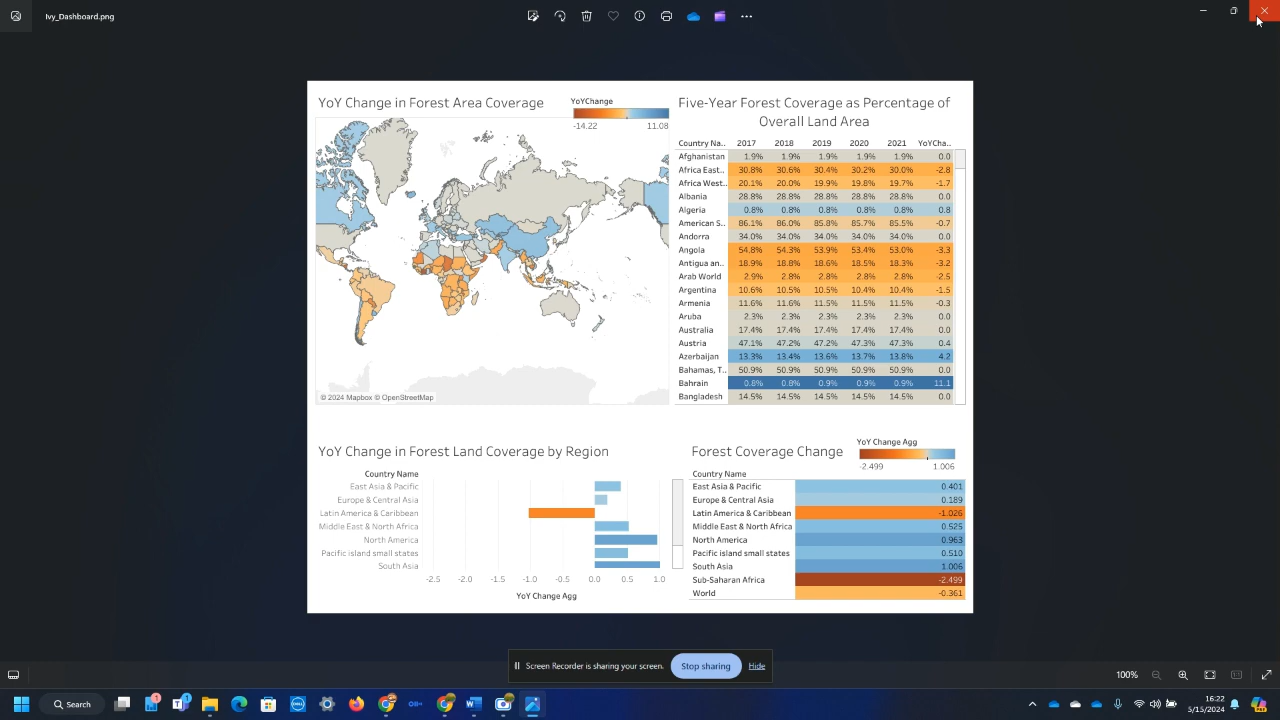 Ivy_Dashboard.png
YoY Change in Forest Area Coverage
YoYChange
-14.22 11.08
© 2024 Mapbox © OpenStreetMap
Five-Year Forest Coverage as Percentage of
Overall Land Area
Country Na.. 2017 2018 2019 2020 2021 YoYCha..
Afghanistan 1.9% 1.9% 1.9% 1.9% 1.9% 0.0
Africa East.. 30.8% 30.6% 30.4% 30.2% 30.0% -2.8
Africa West.. 20.1% 20.0% 19.9% 19.8% 19.7% -1.7
Albania 28.8% 28.8% 28.8% 28.8% 28.8% 0.0
Algeria 0.8% 0.8% 0.8% 0.8% 0.8% 0.8
American S.. 86.1% 86.0% 85.8% 85.7% 85.5% -0.7
Andorra 34.0% 34.0% 34.0% 34.0% 34.0% 0.0
Angola 54.8% 54.3% 53.9% 53.4% 53.0% -3.3
Antigua an.. 18.9% 18.8% 18.6% 18.5% 18.3% -3.2
Arab World 2.9% 2.8% 2.8% 2.8% 2.8% -2.5
Argentina 10.6% 10.5% 10.5% 10.4% 10.4% -1.5
Armenia 11.6% 11.6% 11.5% 11.5% 11.5% -0.3
Aruba 2.3% 2.3% 2.3% 2.3% 2.3% 0.0
Australia 17.4% 17.4% 17.4% 17.4% 17.4% 0.0
Austria 47.1% 47.2% 47.2% 47.3% 47.3% 0.4
Azerbaijan 13.3% 13.4% 13.6% 13.7% 13.8% 4.2
Bahamas, T.. 50.9% 50.9% 50.9% 50.9% 50.9% 0.0
Bahrain 0.8% 0.8% 0.9% 0.9% 0.9% 11.1
Bangladesh 14.5% 14.5% 14.5% 14.5% 14.5% 0.0
YoY Change in Forest Land Coverage by Region
Country Name
East Asia & Pacific
Europe & Central Asia
Latin America & Caribbean
Middle East & North Africa
North America
Pacific island small states
South Asia
-2.5 -2.0 -1.5 -1.0 -0.5 0.0 0.5 1.0
YoY Change Agg
Forest Coverage Change
YoY Change Agg
-2.499 1.006
Country Name
East Asia & Pacific 0.401
Europe & Central Asia 0.189
Latin America & Caribbean -1.026
Middle East & North Africa 0.525
North America 0.963
Pacific island small states 0.510
South Asia 1.006
Sub-Saharan Africa -2.499
World -0.361
Screen Recorder is sharing your screen. Stop sharing Hide
100%
Search
16:22
5/15/2024